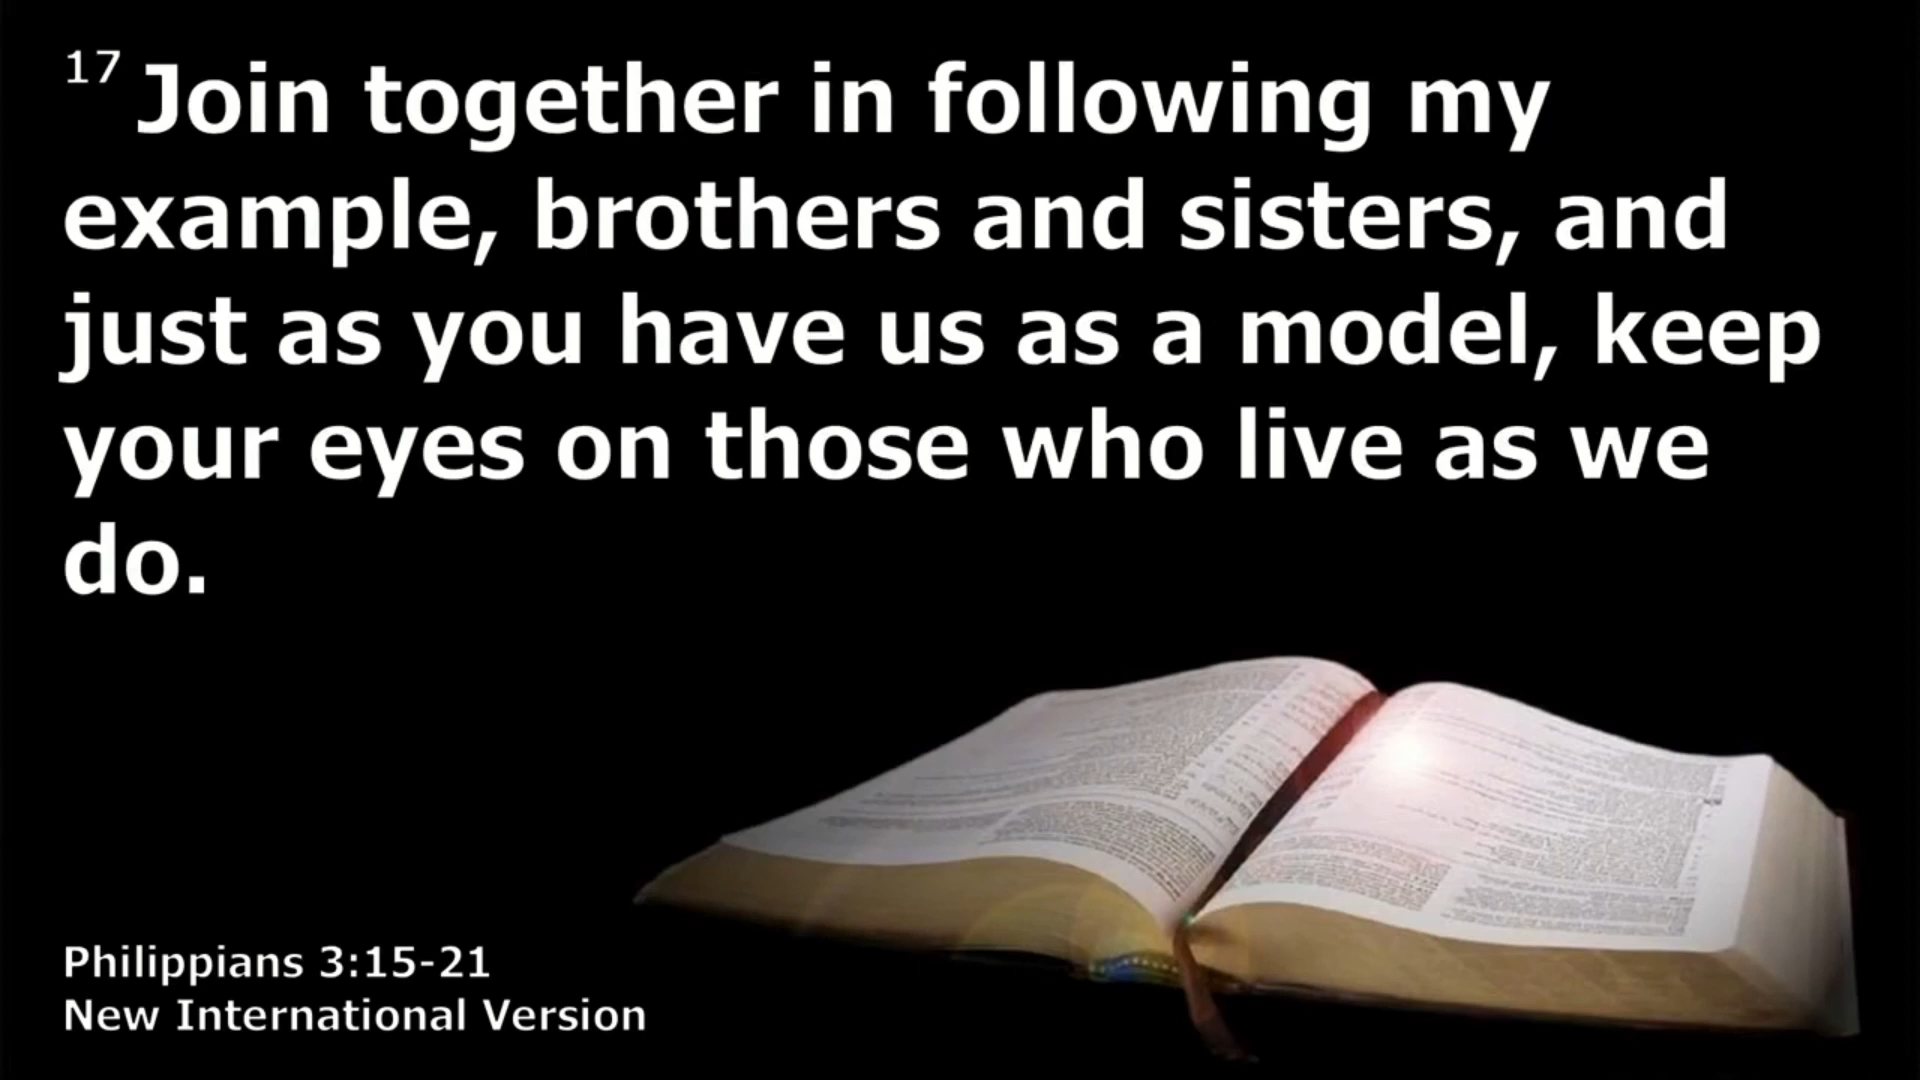 17 Join together in following my
example, brothers and sisters, and
just as you have us as a model, keep
your eyes on those who live as we
do.
Philippians 3:15-21
New International Version